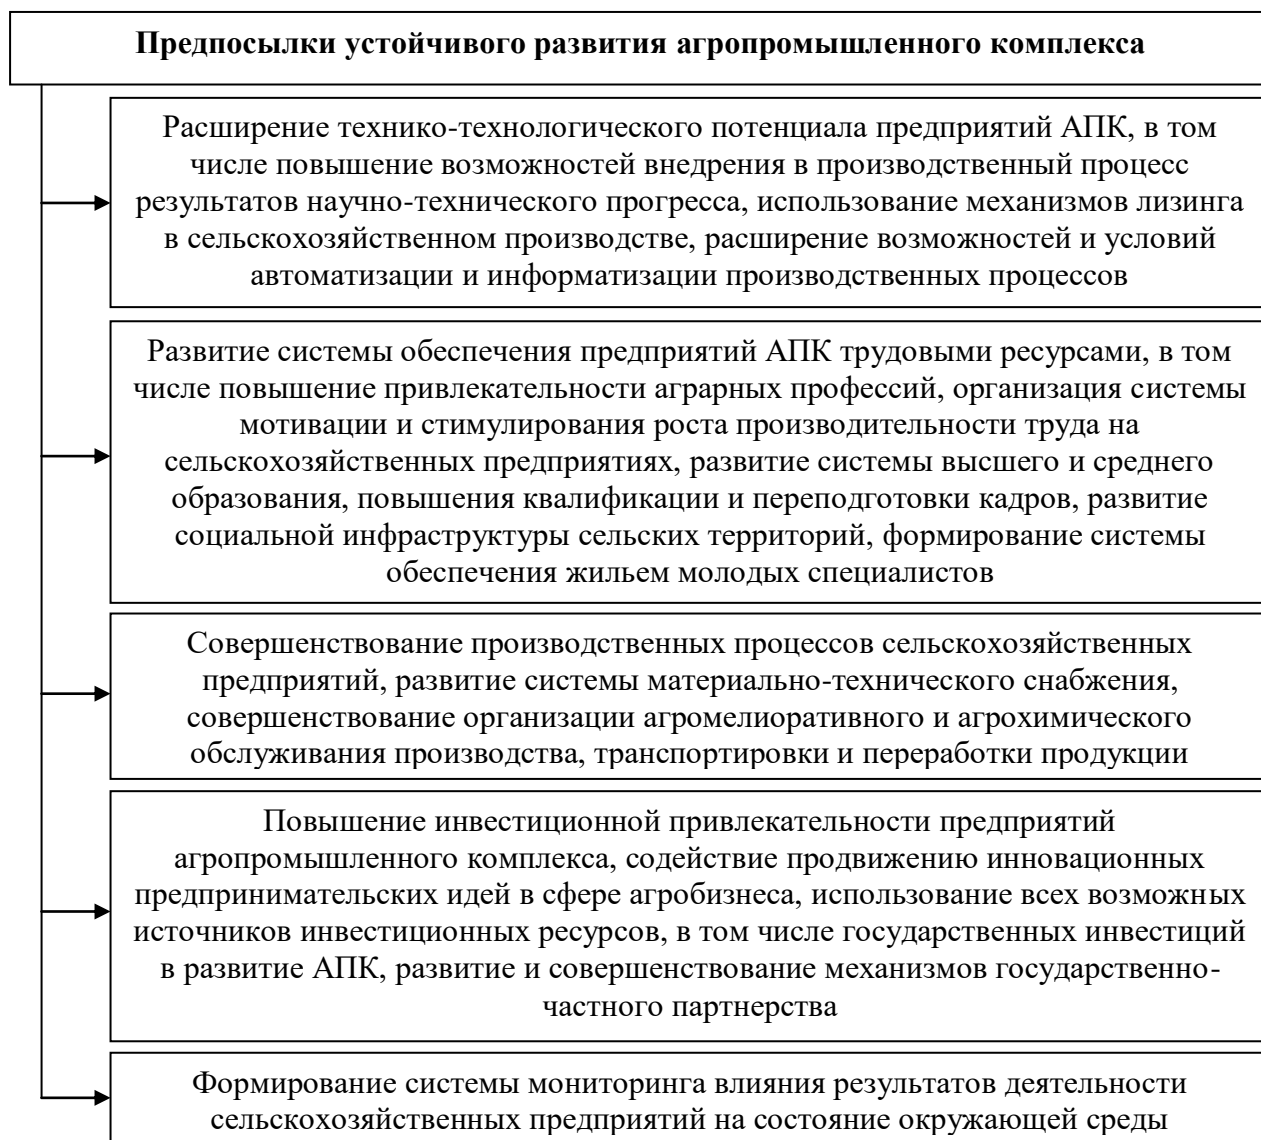 Предпосылки устойчивого развития агропромышленного комплекса
Расширение технико-технологического потенциала предприятий АПК, в том
числе повышение возможностей внедрения в производственный процесс
результатов научно-технического прогресса, использование механизмов лизинга
в сельскохозяйственном производстве, расширение возможностей и условий
автоматизации и информатизации производственных процессов
Развитие системы обеспечения предприятий АПК трудовыми ресурсами, в том
числе повышение привлекательности аграрных профессий, организация системы
мотивации и стимулирования роста производительности труда на
сельскохозяйственных предприятиях, развитие системы высшего и среднего
образования, повышения квалификации и переподготовки кадров, развитие
социальной инфраструктуры сельских территорий, формирование системы
обеспечения жильем молодых специалистов
Совершенствование производственных процессов сельскохозяйственных
предприятий, развитие системы материально-технического снабжения,
совершенствование организации агромелиоративного и агрохимического
обслуживания производства, транспортировки и переработки продукции
Повышение инвестиционной привлекательности предприятий
агропромышленного комплекса, содействие продвижению инновационных
предпринимательских идей в сфере агробизнеса, использование всех возможных
источников инвестиционных ресурсов, в том числе государственных инвестиций
в развитие АПК, развитие и совершенствование механизмов государственно-
частного партнерства
Формирование системы мониторинга влияния результатов деятельности
сельскохозяйственных предприятий на состояние окружающей среды